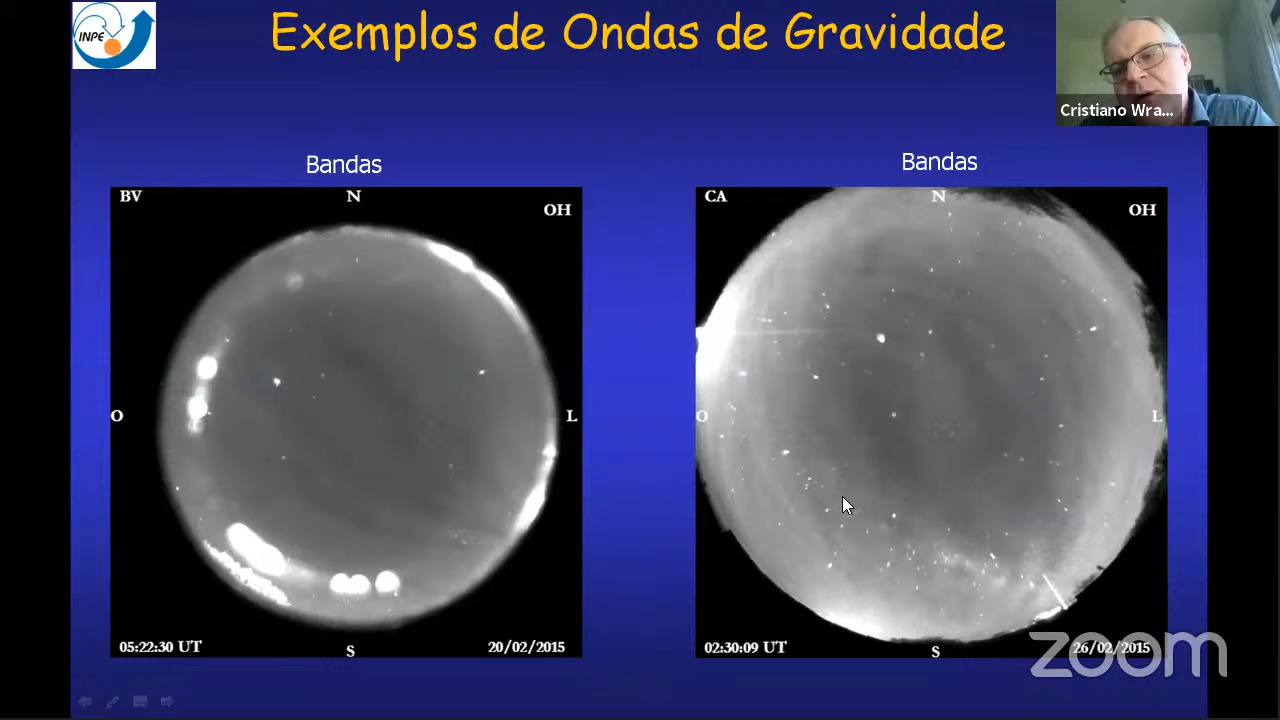 INPE
Exemplos de Ondas de Gravidade
Cristiano Wra...
Bandas
BV
N
OH
O
L
05:22:30 UT
S
20/02/2015
Bandas
CA
N
OH
O
L
02:30:09 UT
S
26/02/2015
zoom